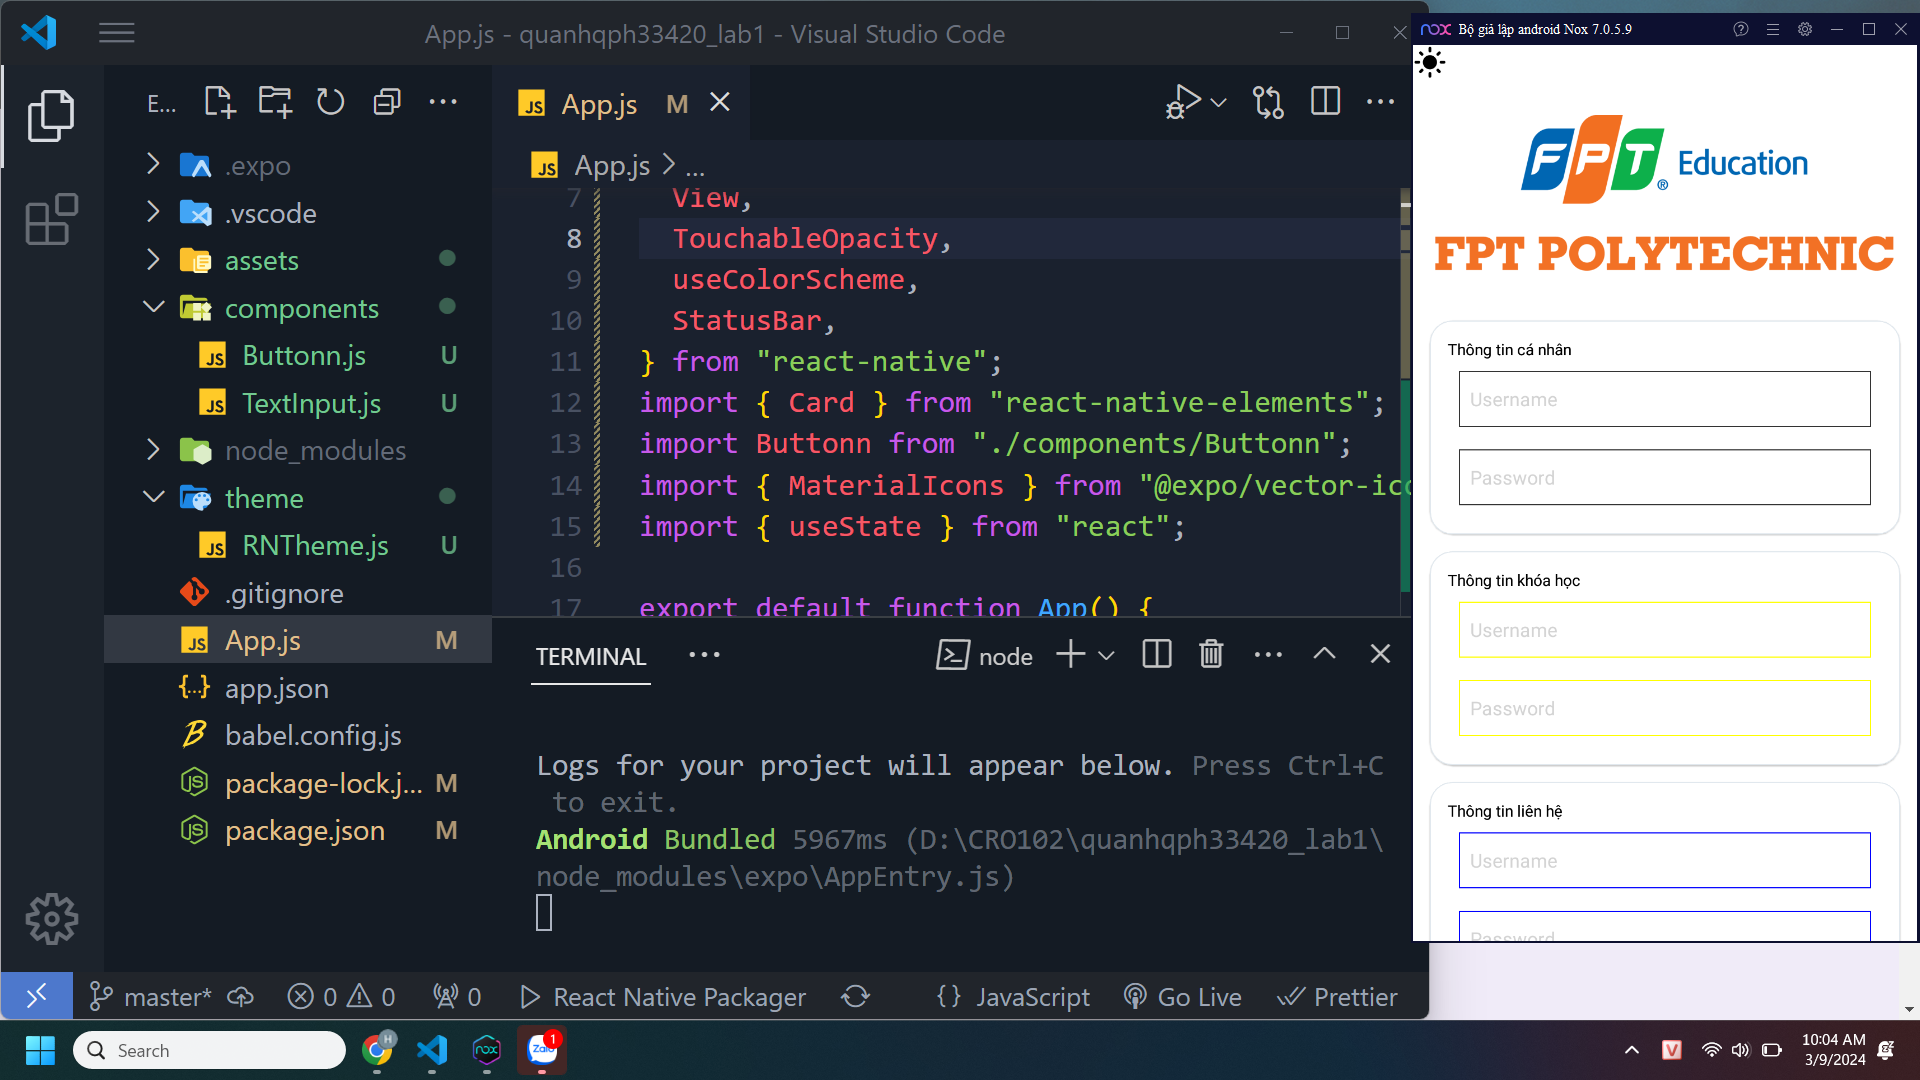 App.js - quanhqph33420_lab1 - Visual Studio Code
E...
.expo
.vscode
assets
components
Buttonn.js U
TextInput.js U
node_modules
theme
RNTheme.js U
.gitignore
App.js M
app.json
babel.config.js
package-lock.j... M
package.json M
JS App.js M
JS App.js > ...
7 View,
8 TouchableOpacity,
9 useColorScheme,
10 StatusBar,
11 } from "react-native";
12 import { Card } from "react-native-elements";
13 import Buttonn from "./components/Buttonn";
14 import { MaterialIcons } from "@expo/vector-ico
15 import { useState } from "react";
16
17 export default function App() {
TERMINAL
node
Logs for your project will appear below. Press Ctrl+C
to exit.
Android Bundled 5967ms (D:\CRO102\quanhqph33420_lab1\
node_modules\expo\AppEntry.js)
master* 0 0 0 React Native Packager {} JavaScript Go Live Prettier
nox Bộ giả lập android Nox 7.0.5.9
FPT® Education
FPT POLYTECHNIC
Thông tin cá nhân
Username
Password
Thông tin khóa học
Username
Password
Thông tin liên hệ
Username
Password
Search
H
nox
Zalo 1
V
10:04 AM
3/9/2024